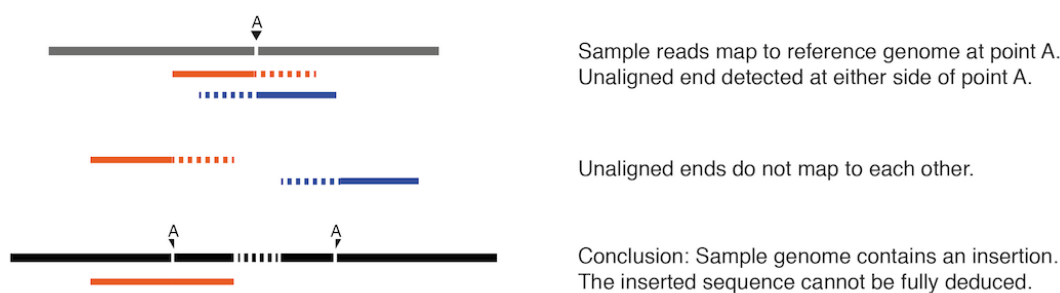 A
Sample reads map to reference genome at point A.
Unaligned end detected at either side of point A.
Unaligned ends do not map to each other.
A A
Conclusion: Sample genome contains an insertion.
The inserted sequence cannot be fully deduced.